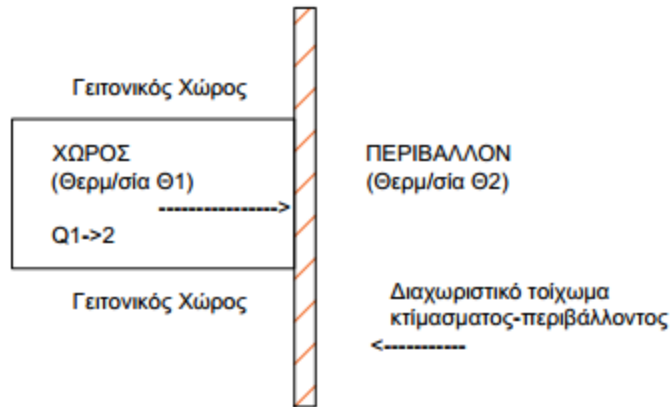 Γειτονικός Χώρος
ΧΩΡΟΣ
(Θερμ/σία Θ1)
---------------->
Q1->2
ΠΕΡΙΒΑΛΛΟΝ
(Θερμ/σία Θ2)
Γειτονικός Χώρος
Διαχωριστικό τοίχωμα
κτίμασματος-περιβάλλοντος
<-----------